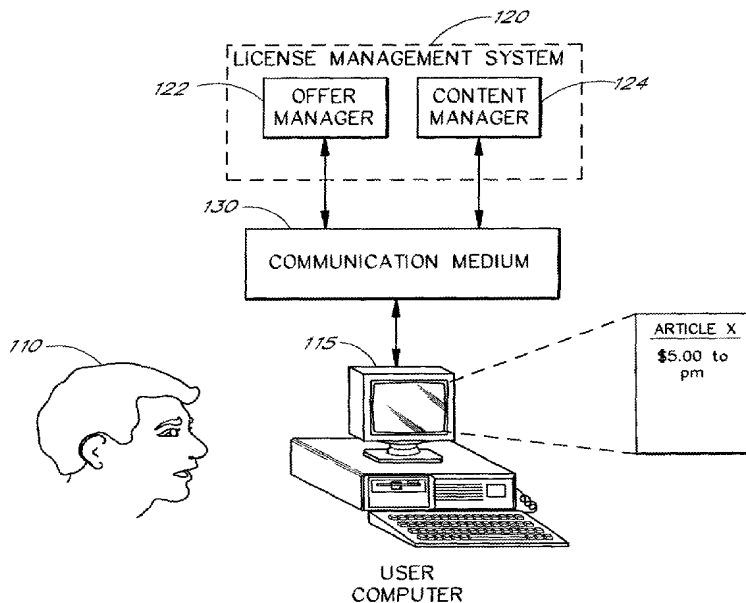 120
LICENSE MANAGEMENT SYSTEM
122
OFFER
MANAGER
CONTENT
MANAGER
124
130
COMMUNICATION MEDIUM
110
115
ARTICLE X
$5.00 to
pm
USER
COMPUTER